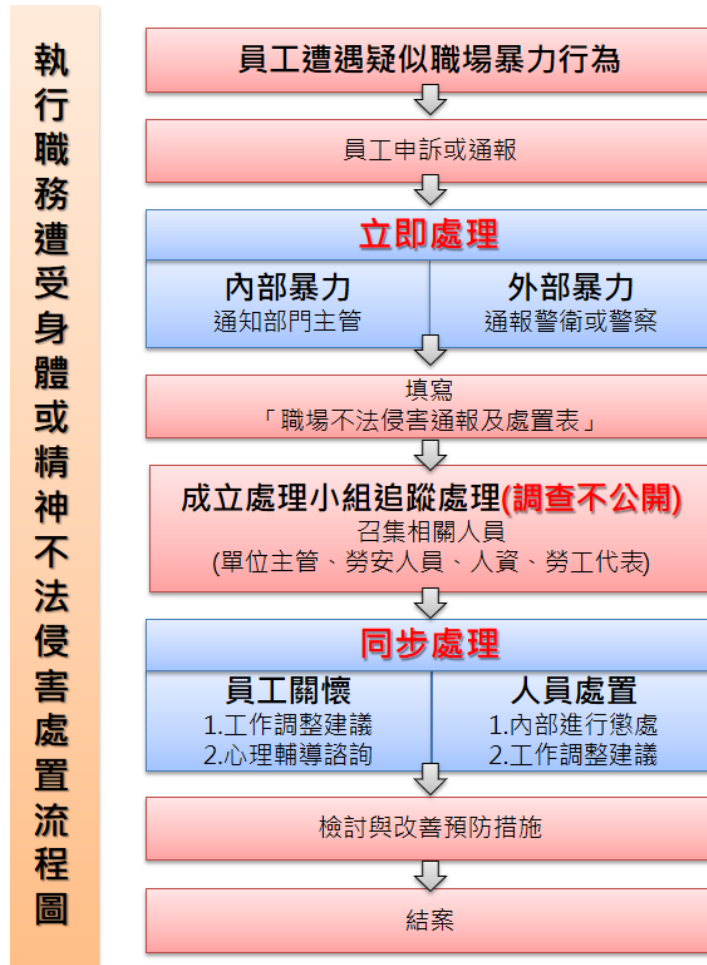 執行職務遭受身體或精神不法侵害處置流程圖
員工遭遇疑似職場暴力行為
員工申訴或通報
立即處理
內部暴力
通知部門主管
外部暴力
通報警衛或警察
填寫
「職場不法侵害通報及處置表」
成立處理小組追蹤處理(調查不公開)
召集相關人員
(單位主管、勞安人員、人資、勞工代表)
同步處理
員工關懷
1.工作調整建議
2.心理輔導諮詢
人員處置
1.內部進行懲處
2.工作調整建議
檢討與改善預防措施
結案